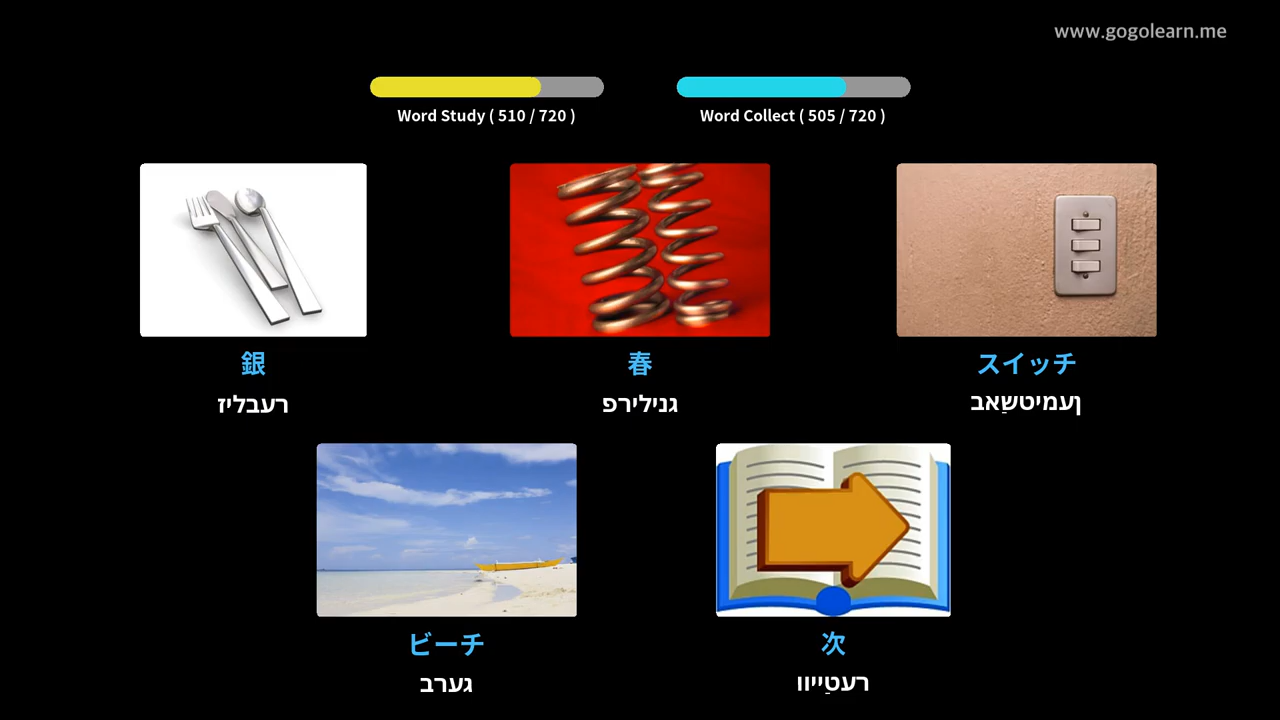 www.gogolearn.me
Word Study ( 510 / 720 )
Word Collect ( 505 / 720 )
銀
רעבליז
春
גנילירפ
スイッチ
ןעמיטשַאב
ビーチ
גערב
次
רעטַייוו